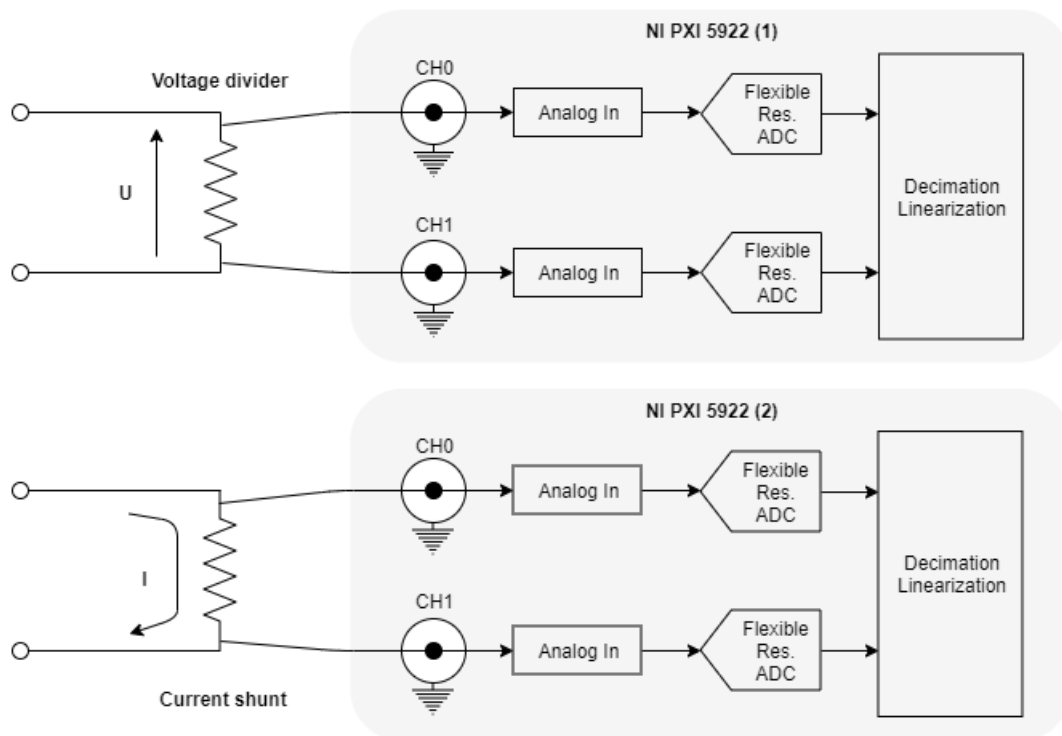 NI PXI 5922 (1)
Voltage divider
CH0
Analog In
Flexible
Res.
ADC
U
Decimation
Linearization
CH1
Analog In
Flexible
Res.
ADC
NI PXI 5922 (2)
CH0
Analog In
Flexible
Res.
ADC
I
Decimation
Linearization
CH1
Analog In
Flexible
Res.
ADC
Current shunt